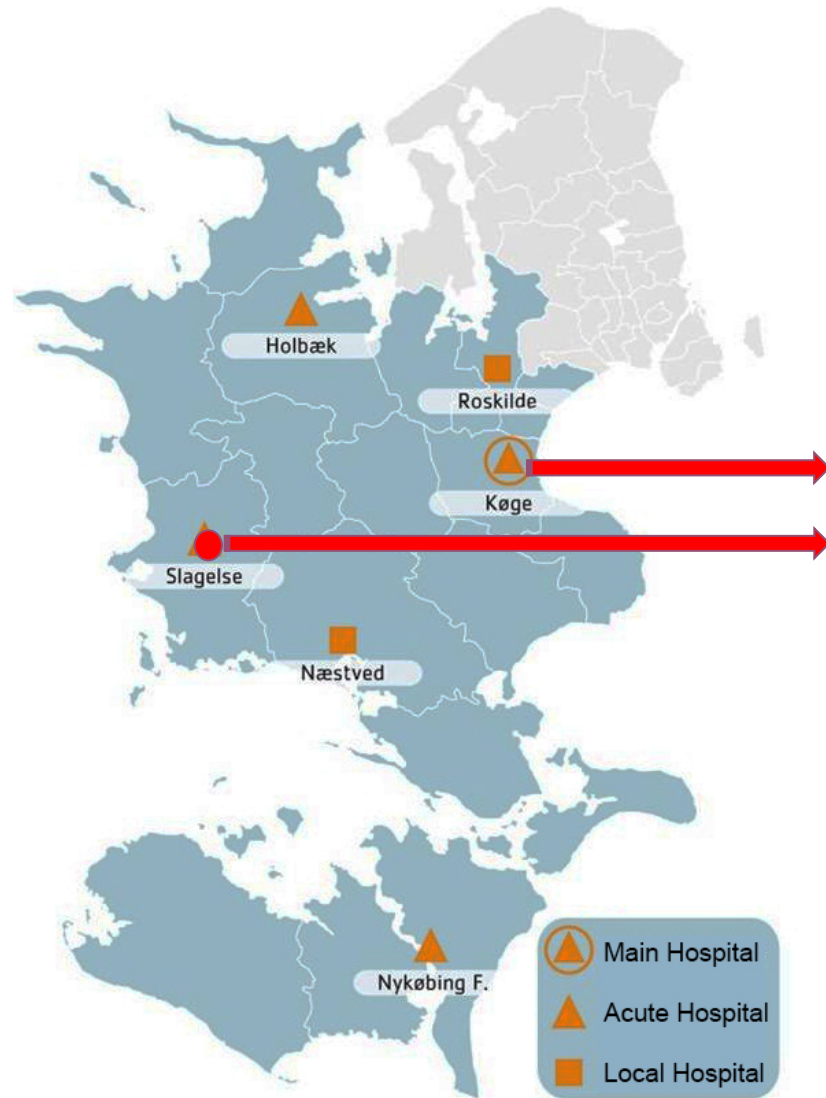 Holbæk
Roskilde
Køge
Slagelse
Næstved
Nykøbing F.
Main Hospital
Acute Hospital
Local Hospital